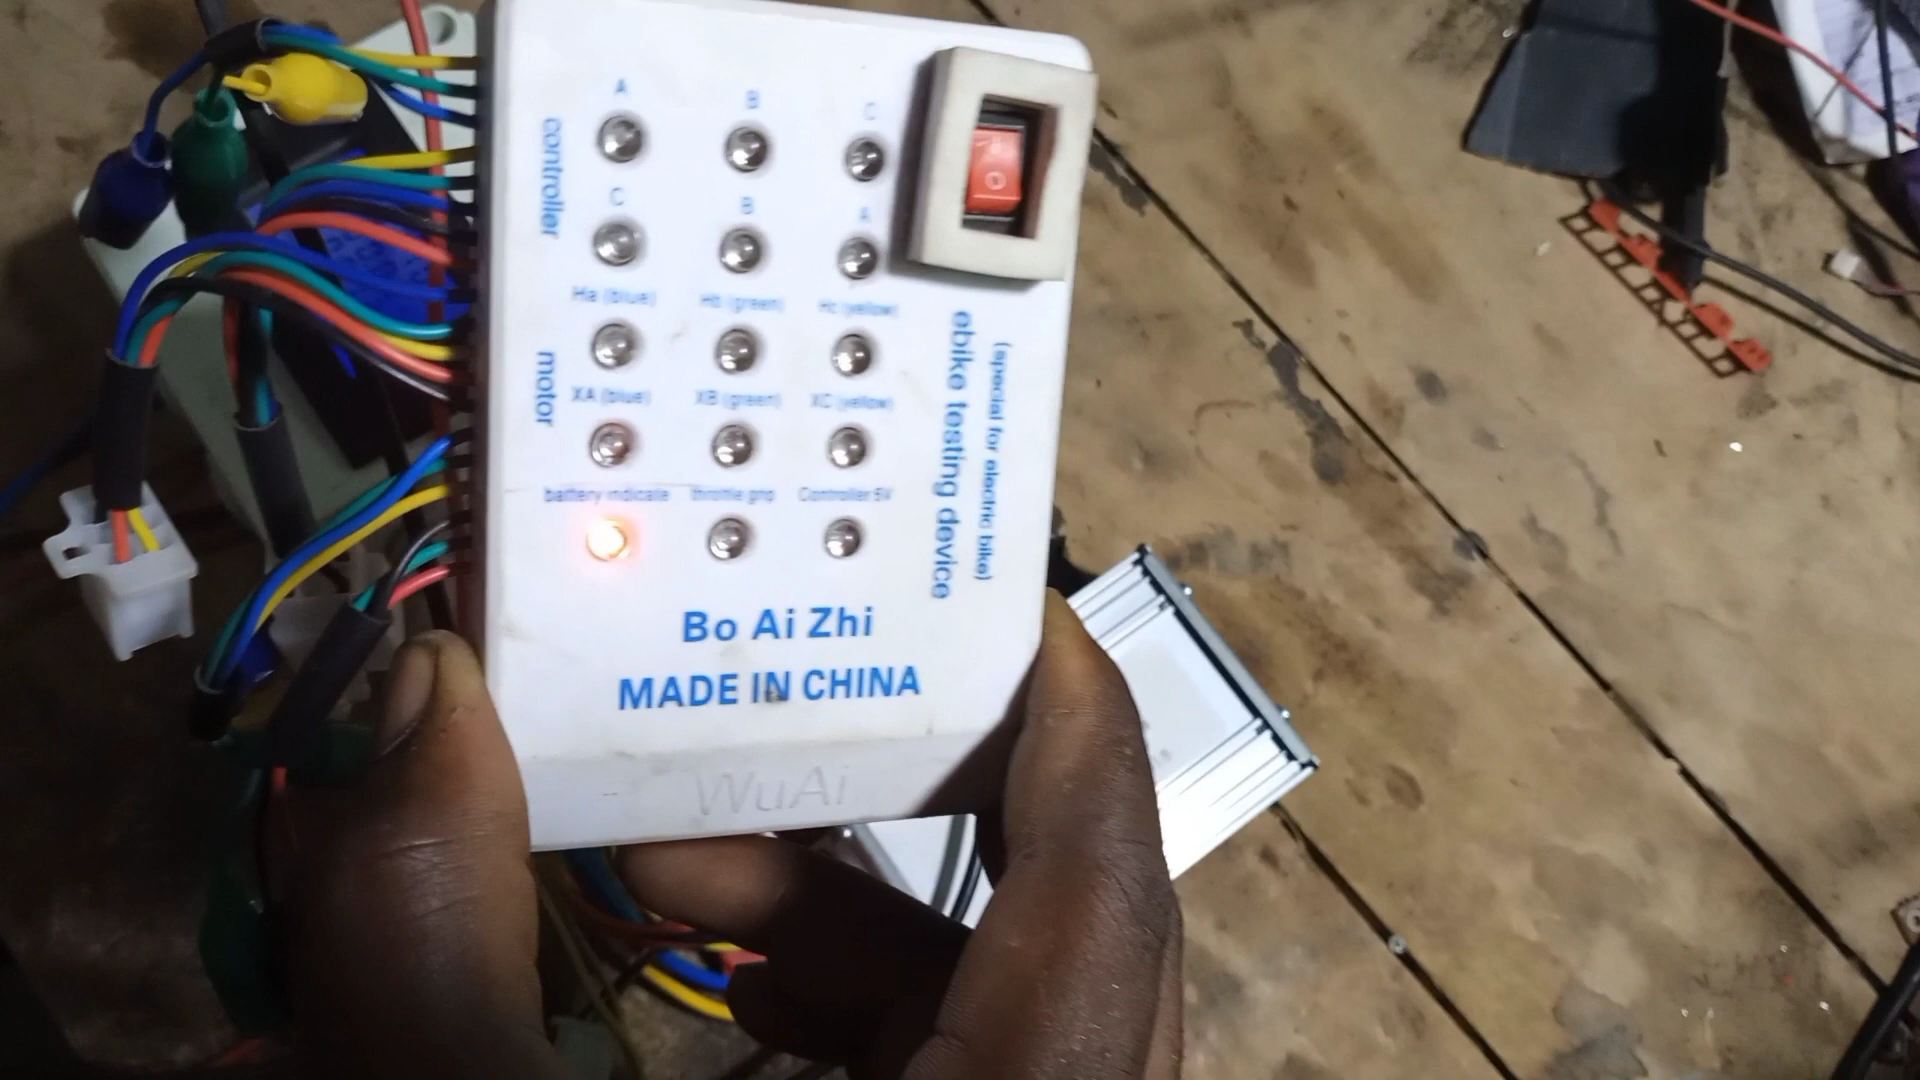 A B C
controller
C B A
Ha (blue) Hb (green) Hc (yellow)
motor
XA (blue) XB (green) XC (yellow)
battery indicate throttle grip Controller 5V
(special for electric bike)
ebike testing device
Bo Ai Zhi
MADE IN CHINA
WuAi